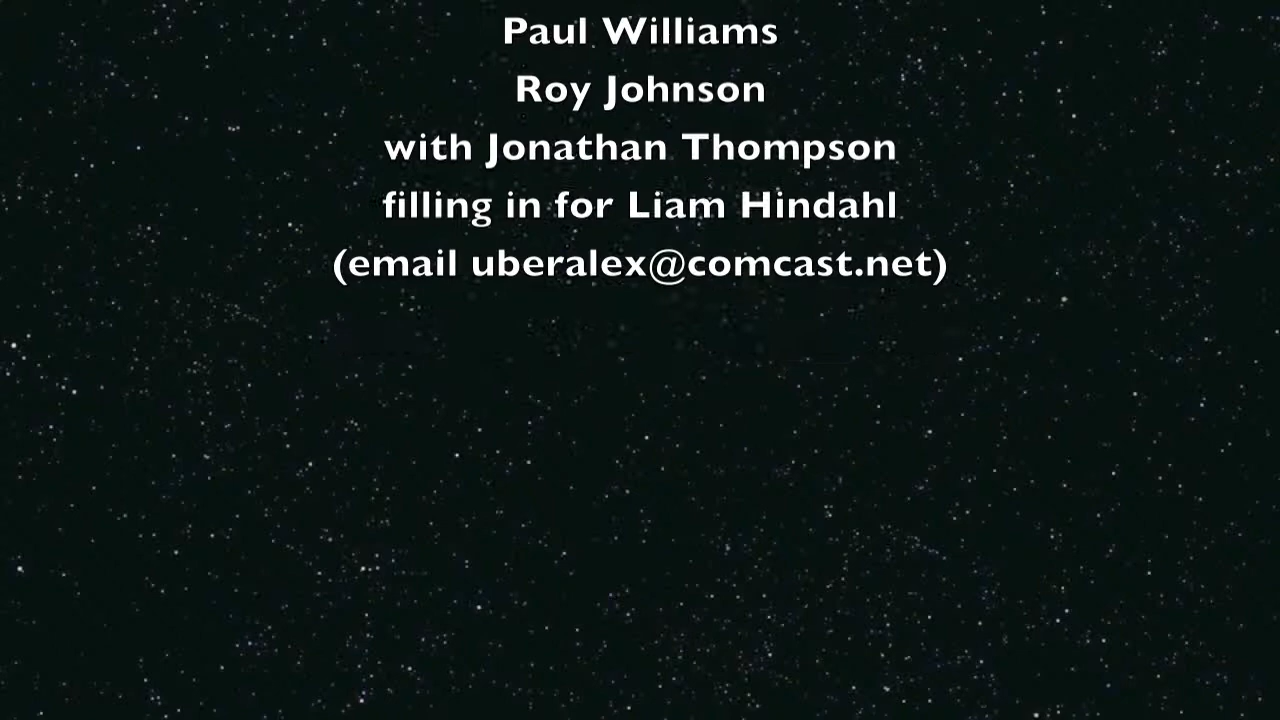 Paul Williams
Roy Johnson
with Jonathan Thompson
filling in for Liam Hindahl
(email uberalex@comcast.net)